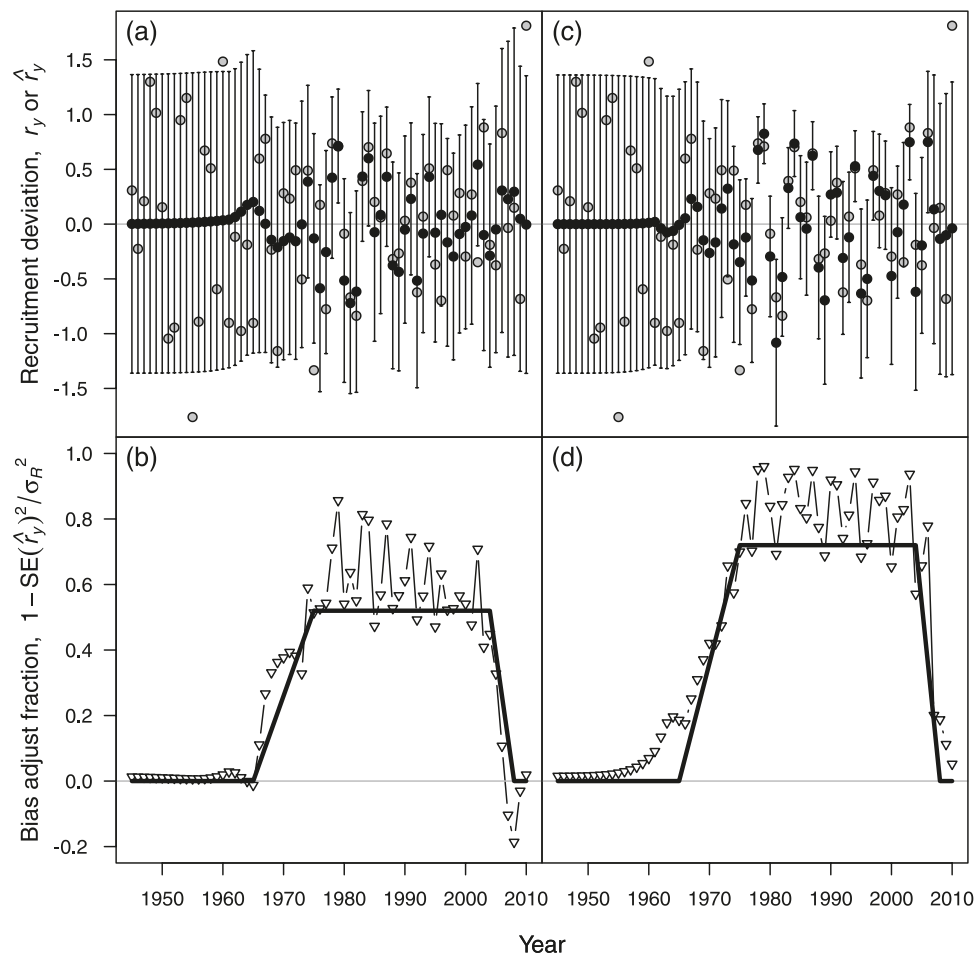 (a)
(c)
Recruitment deviation, r_y or r̂_y
1.5
1.0
0.5
0.0
-0.5
-1.0
-1.5
(b)
(d)
Bias adjust fraction, 1−SE(r̂_y)²/σ_R²
1.0
0.8
0.6
0.4
0.2
0.0
-0.2
1950 1960 1970 1980 1990 2000 2010
1950 1960 1970 1980 1990 2000 2010
Year